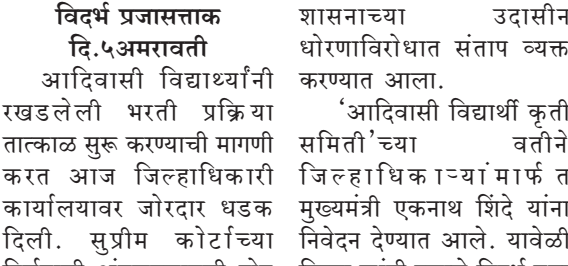 विदर्भ प्रजासत्ताक
दि.५अमरावती
आदिवासी विद्यार्थ्यांनी
रखडलेली भरती प्रक्रिया
तात्काळ सुरू करण्याची मागणी
करत आज जिल्हाधिकारी
कार्यालयावर जोरदार धडक
दिली. सुप्रीम कोर्टाच्या
शासनाच्या उदासीन
धोरणाविरोधात संताप व्यक्त
करण्यात आला.
‘आदिवासी विद्यार्थी कृती
समिती’च्या वतीने
जिल्हाधिकाऱ्यांमार्फत
मुख्यमंत्री एकनाथ शिंदे यांना
निवेदन देण्यात आले. यावेळी